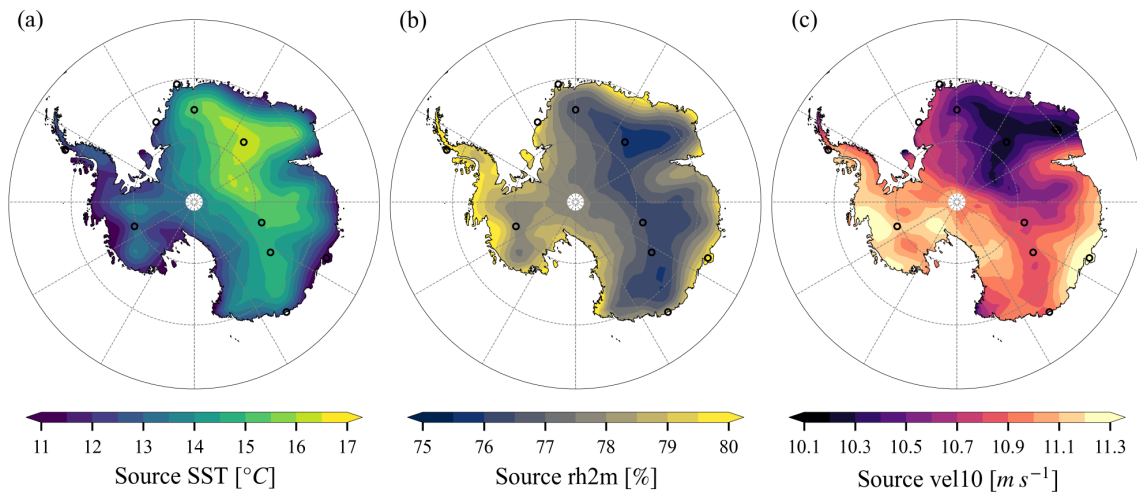 (a)
(b)
(c)
11 12 13 14 15 16 17
75 76 77 78 79 80
10.1 10.3 10.5 10.7 10.9 11.1 11.3
Source SST [°C]
Source rh2m [%]
Source vel10 [m s⁻¹]